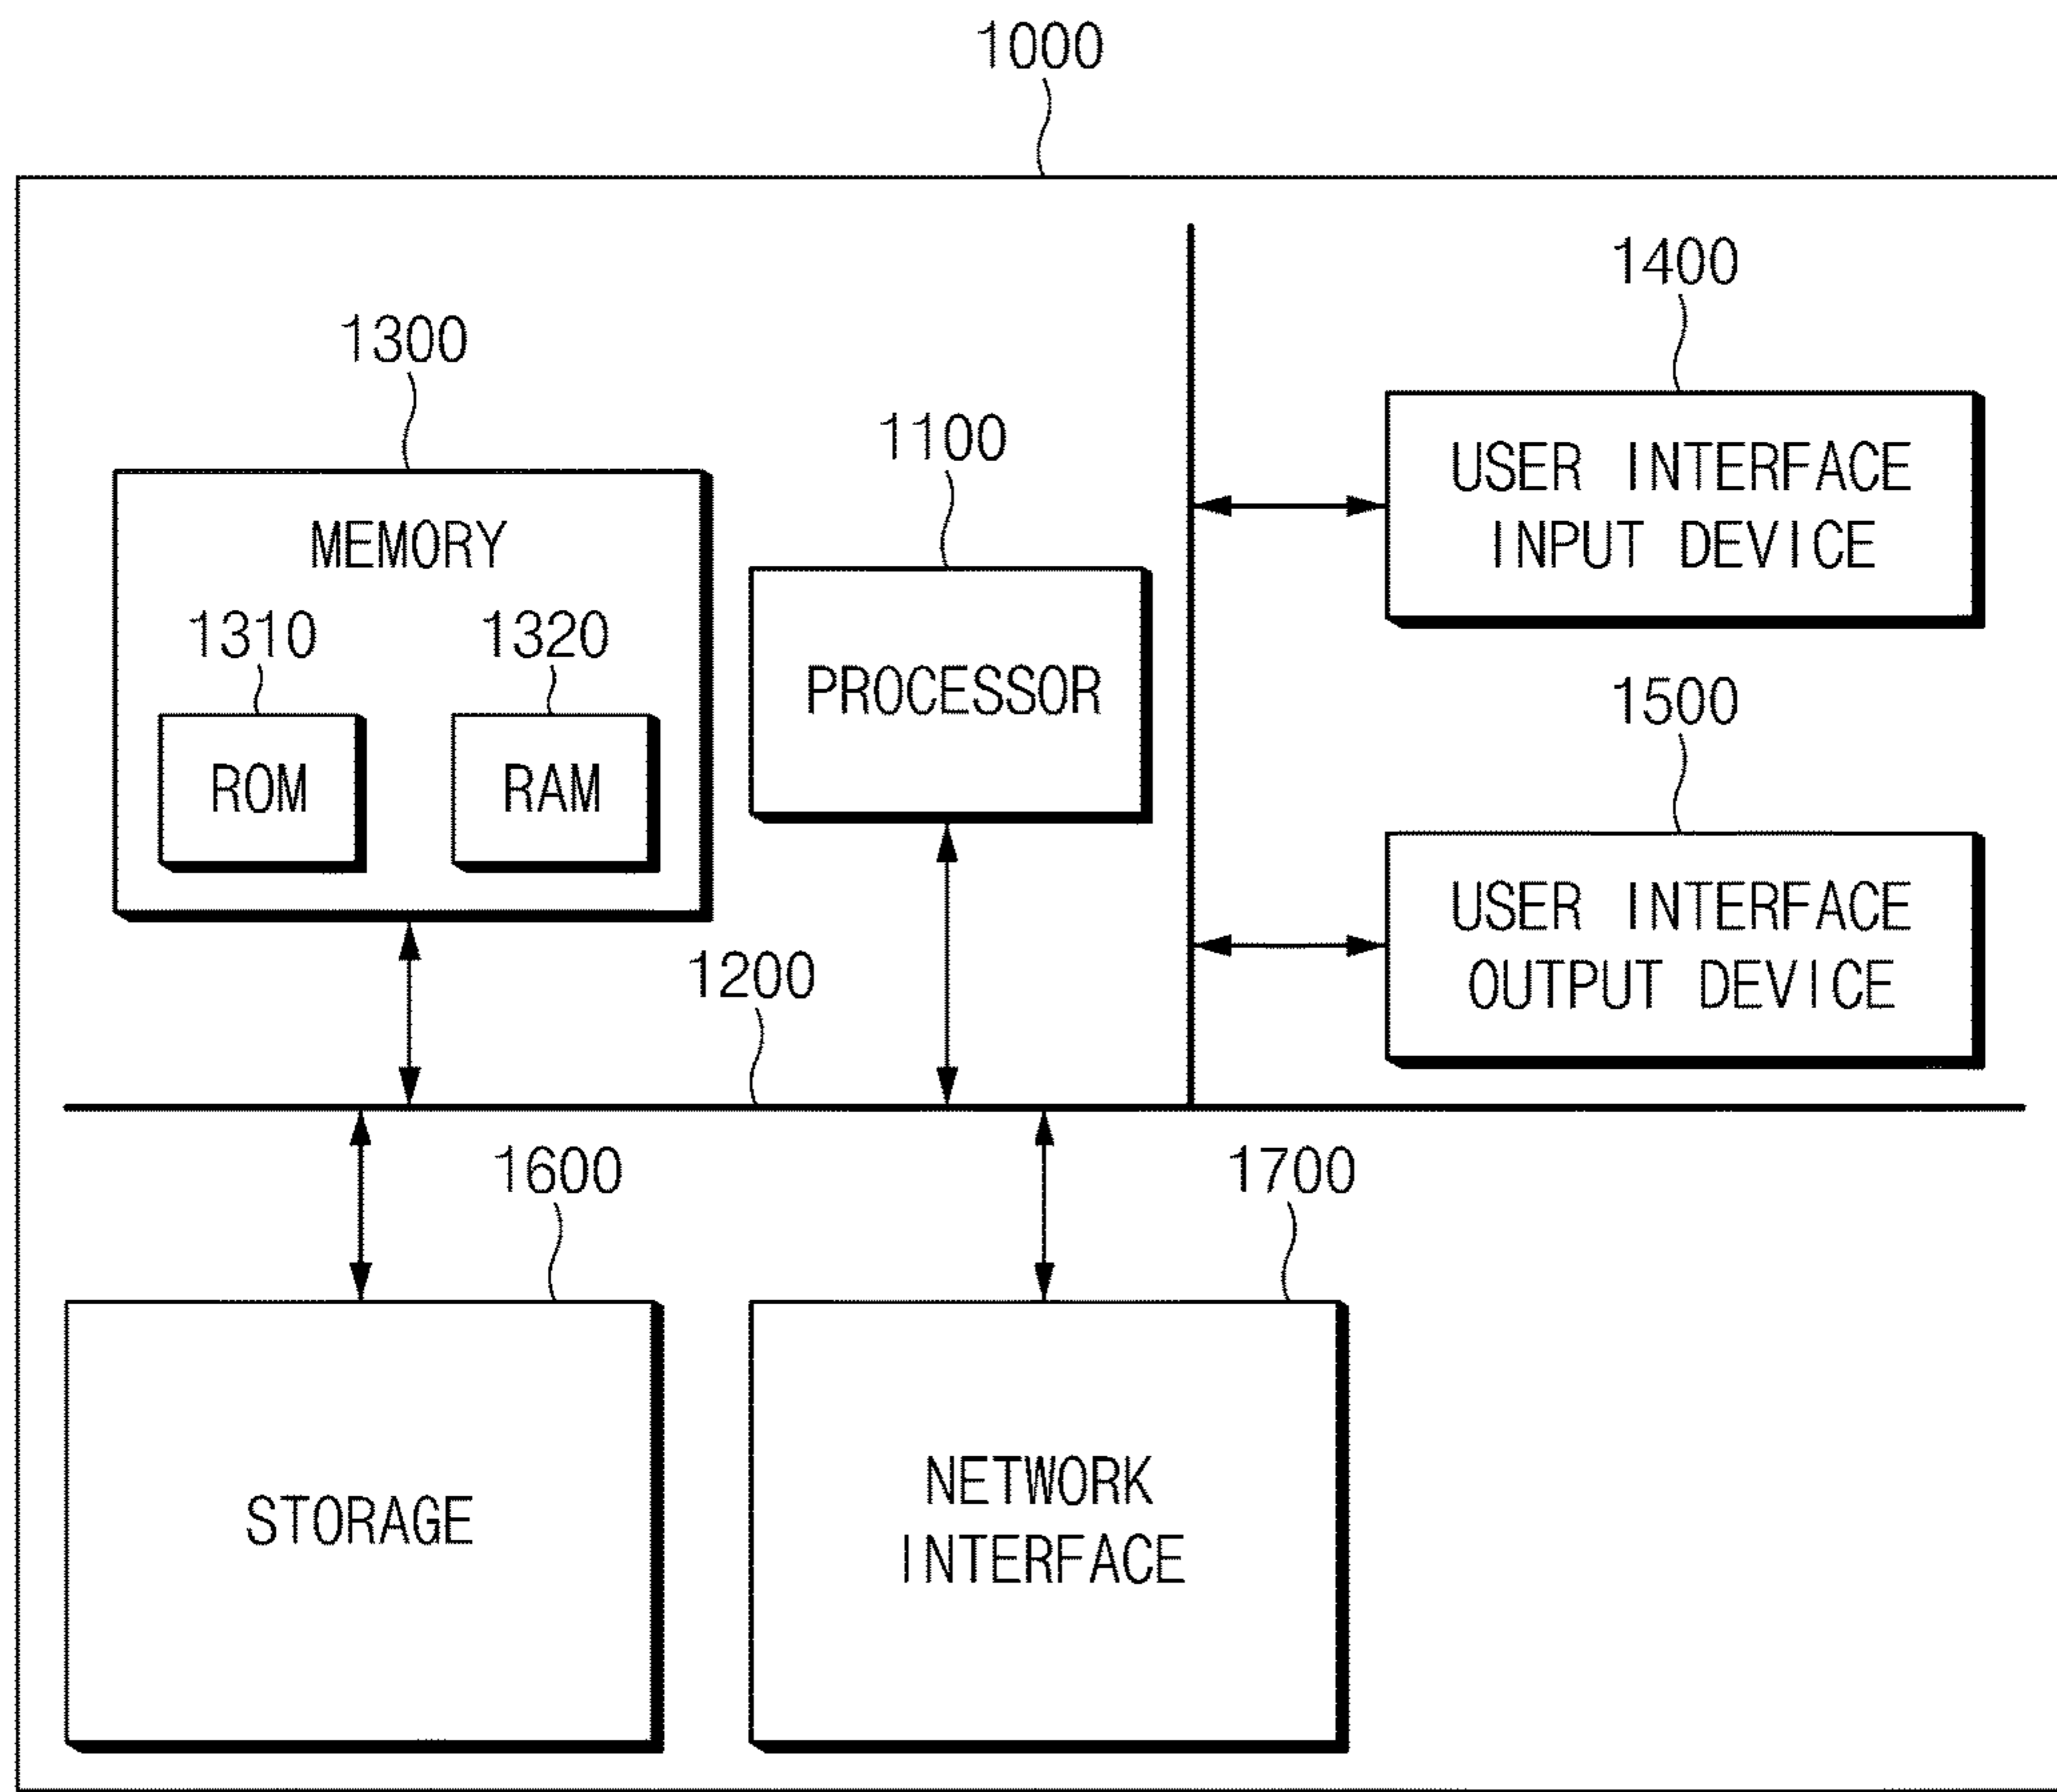 1000
1400
1300
1100
USER INTERFACE
INPUT DEVICE
MEMORY
1310
1320
PROCESSOR
ROM
RAM
1500
USER INTERFACE
OUTPUT DEVICE
1200
1600
1700
STORAGE
NETWORK
INTERFACE